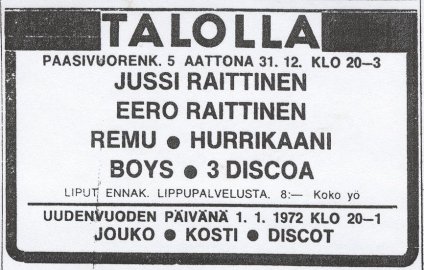 TALOLLA
PAASIVUORENK. 5 AATTONA 31. 12. KLO 20–3
JUSSI RAITTINEN
EERO RAITTINEN
REMU ● HURRIKAANI
BOYS ● 3 DISCOA
LIPUT ENNAK. LIPPUPALVELUSTA. 8:— Koko yö
UUDENVUODEN PÄIVÄNÄ 1. 1. 1972 KLO 20–1
JOUKO ● KOSTI ● DISCOT